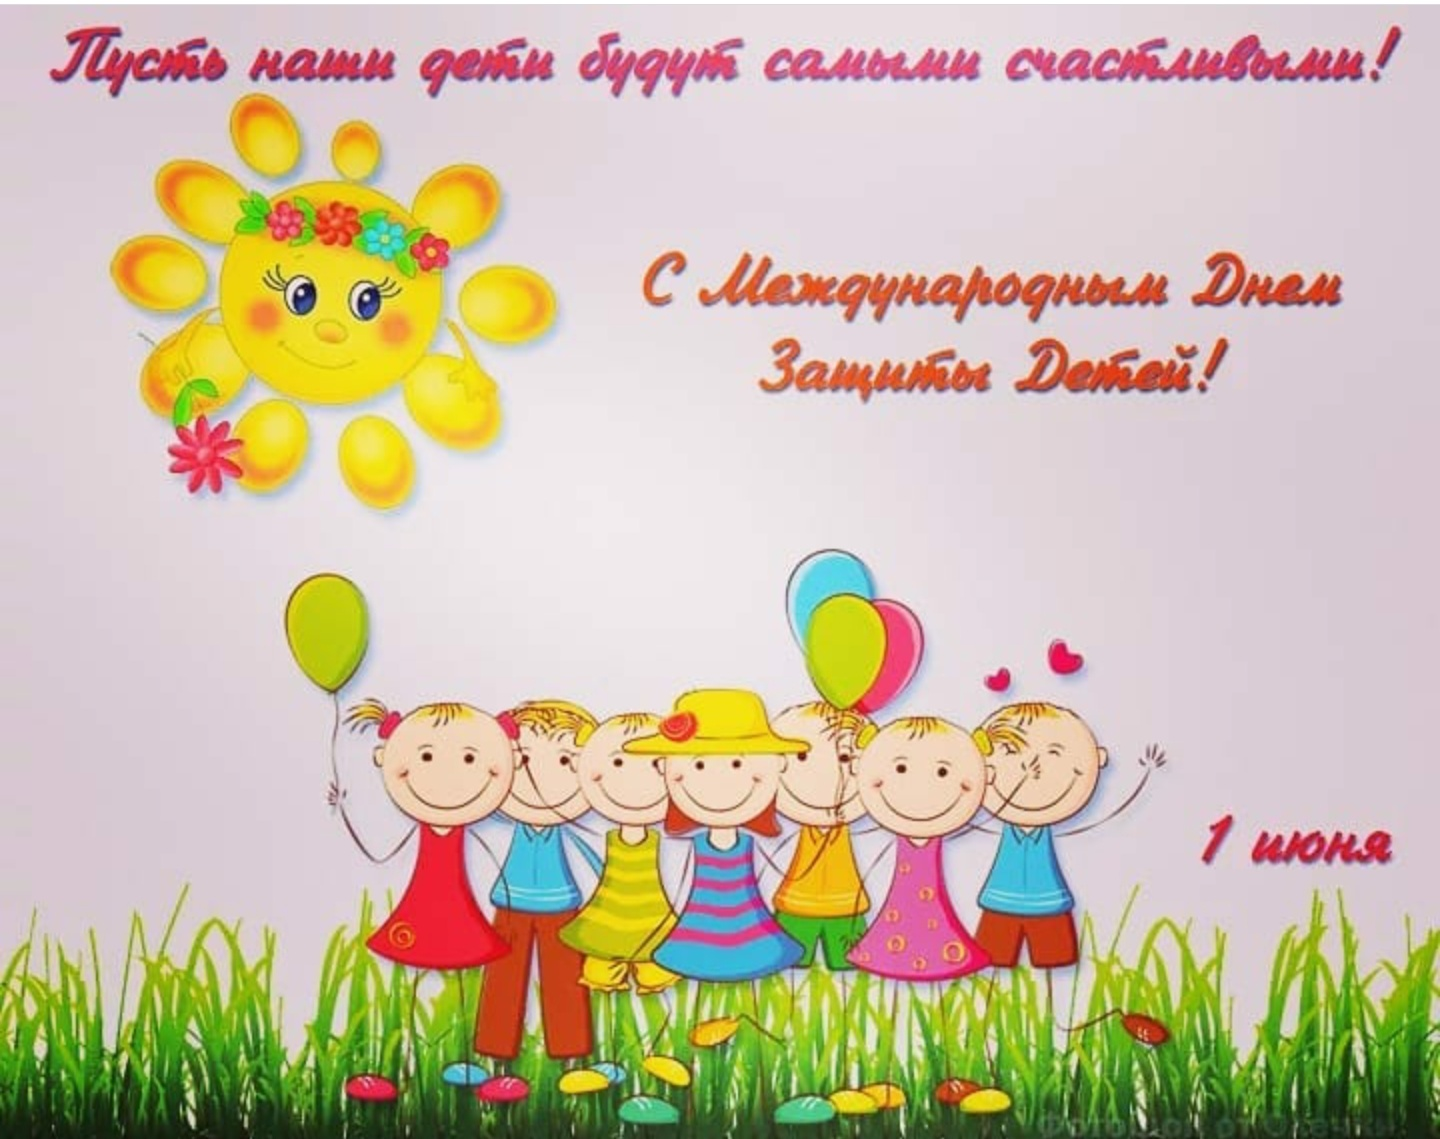 Пусть наши дети будут самыми счастливыми!
С Международным Днем
Защиты Детей!
1 июня